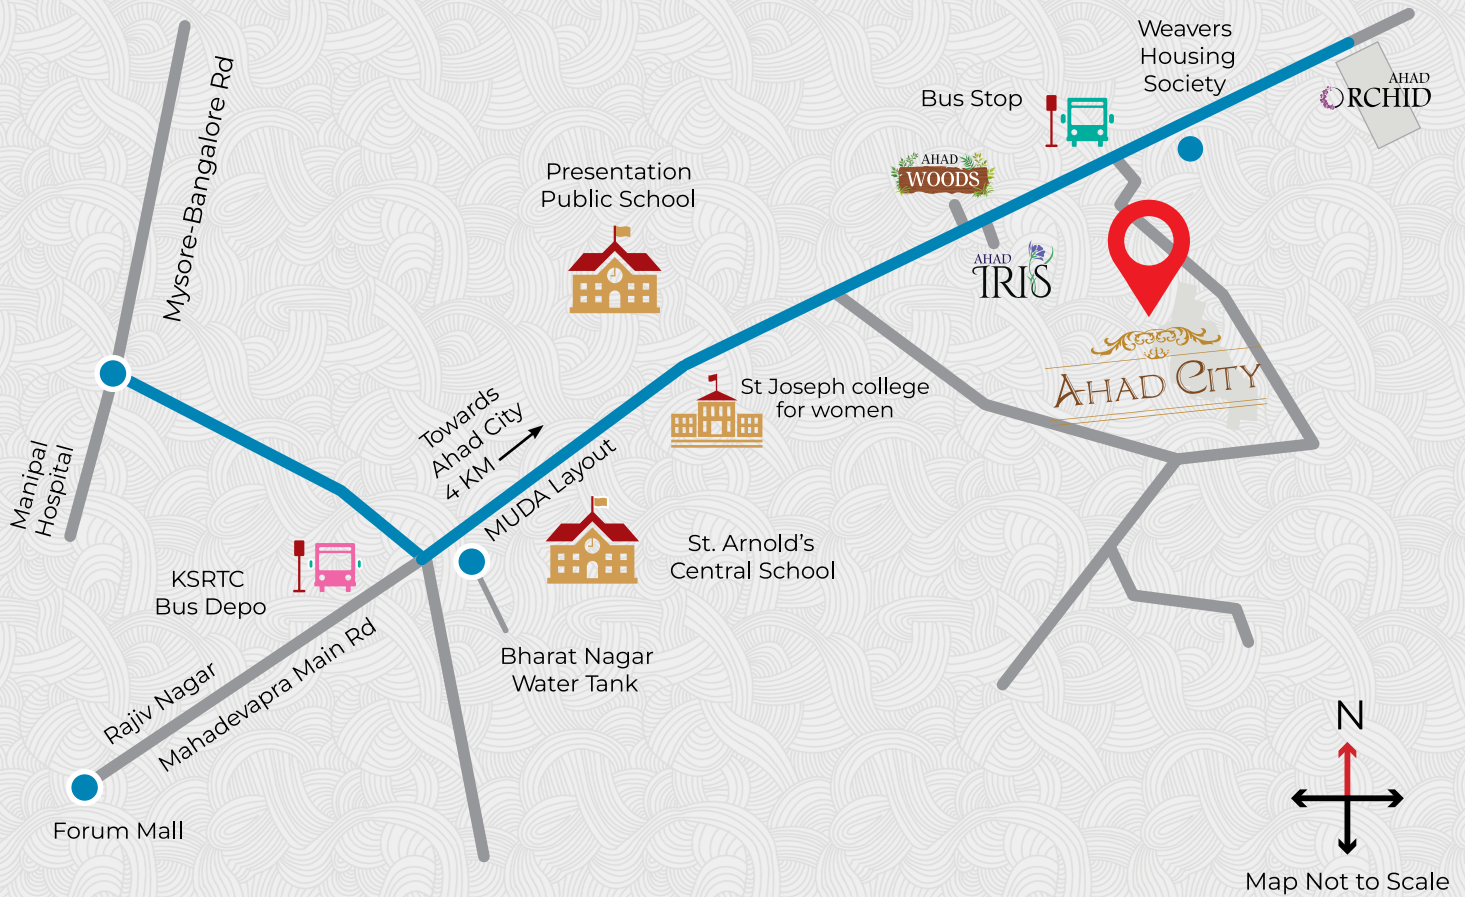 Weavers
Housing
Society
AHAD
ORCHID
Bus Stop
AHAD
WOODS
Mysore-Bangalore Rd
Presentation
Public School
AHAD
IRIS
AHAD CITY
Towards
Ahad City
4 KM
St Joseph college
for women
MUDA Layout
Manipal
Hospital
St. Arnold's
Central School
KSRTC
Bus Depo
Bharat Nagar
Water Tank
Rajiv Nagar
Mahadevapra Main Rd
Forum Mall
N
Map Not to Scale